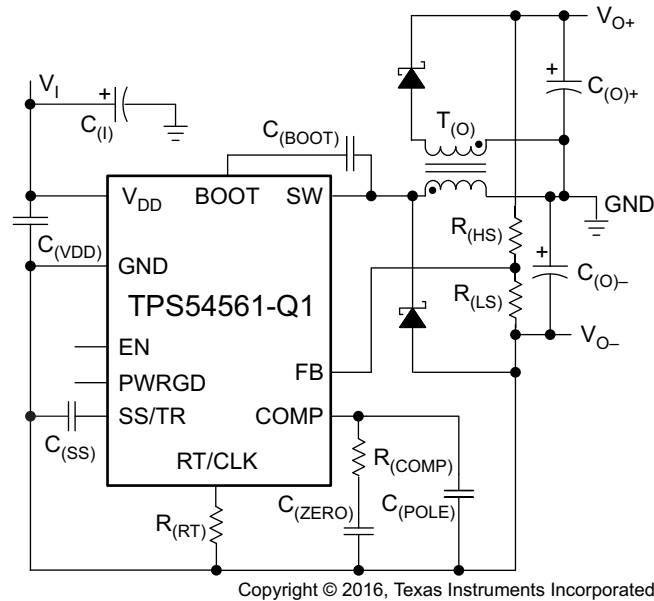 V_O+
V_I
C_(I)
C_(O)+
T_(O)
C_(BOOT)
V_DD
BOOT
SW
GND
R_(HS)
C_(VDD)
GND
C_(O)–
R_(LS)
TPS54561-Q1
V_O–
EN
FB
PWRGD
SS/TR
COMP
C_(SS)
RT/CLK
R_(COMP)
R_(RT)
C_(ZERO)
C_(POLE)
Copyright © 2016, Texas Instruments Incorporated